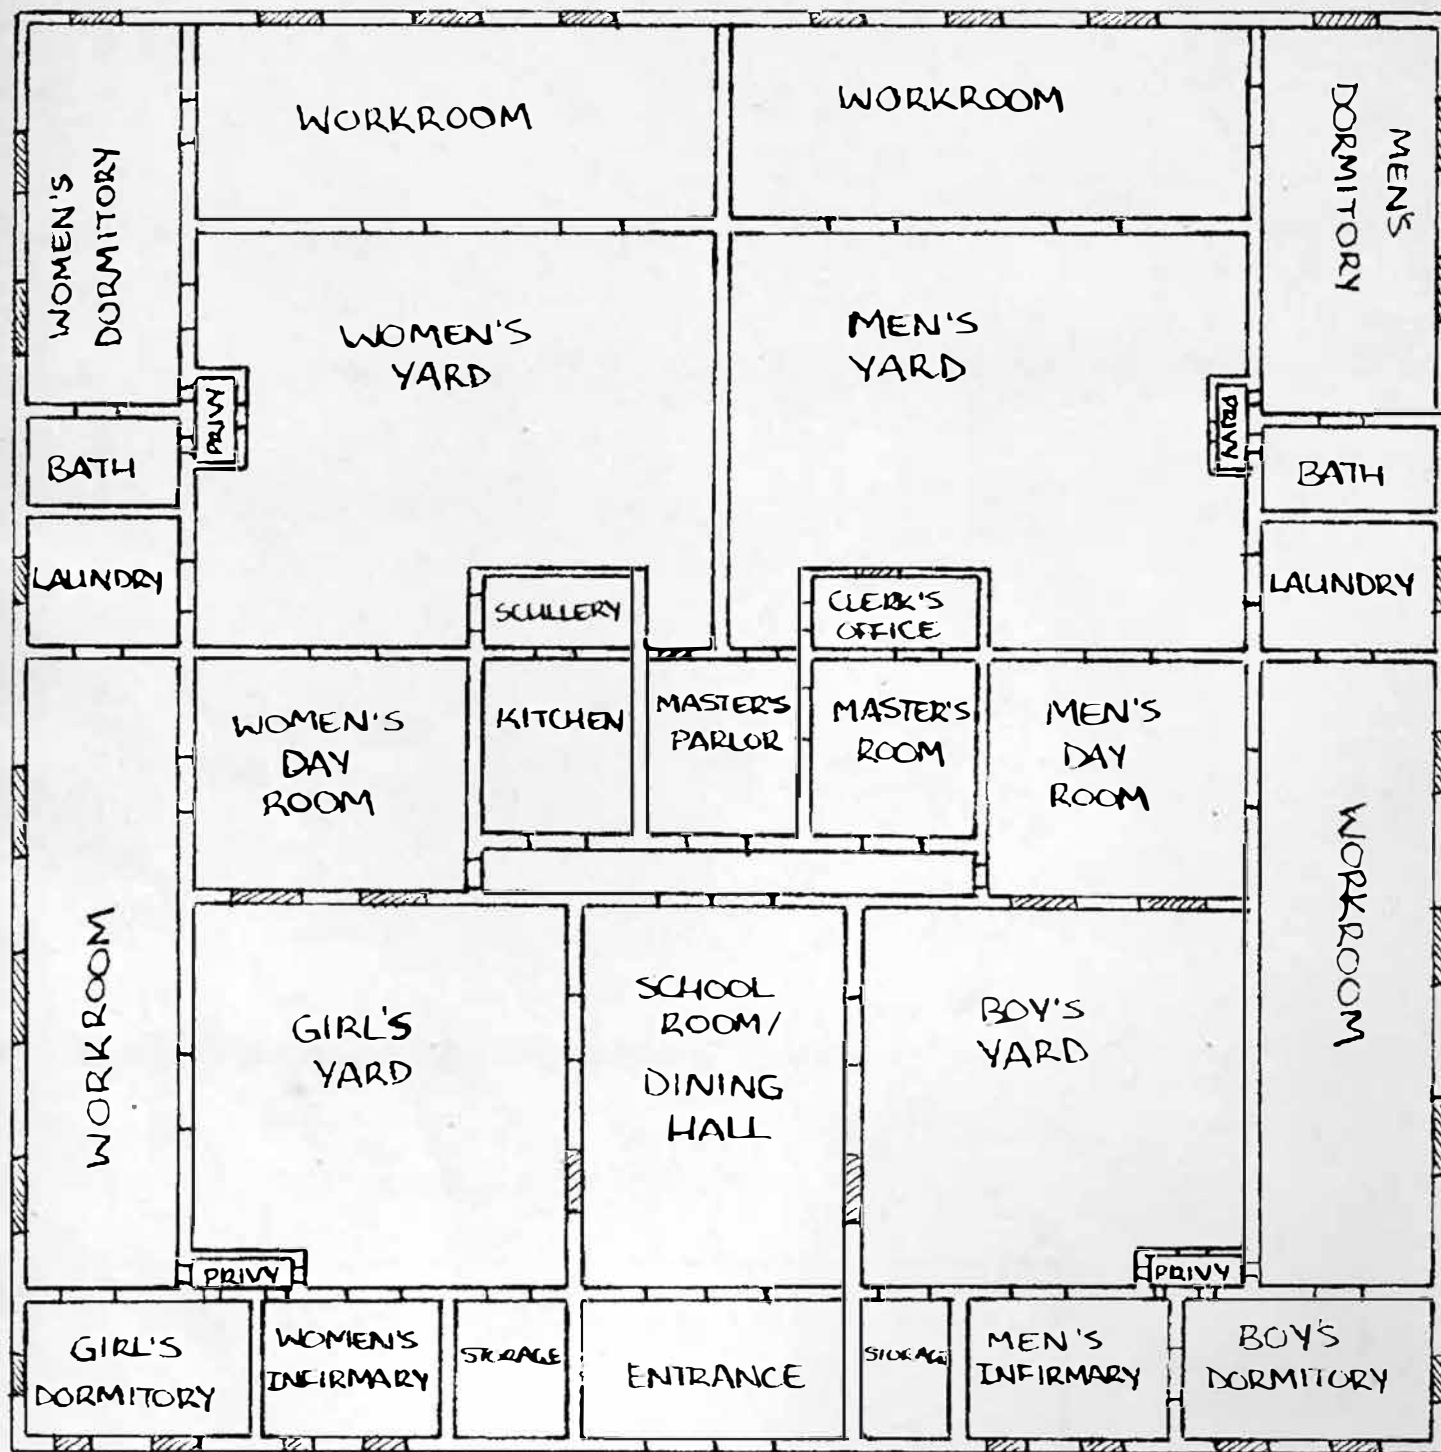 WORKROOM
WORKROOM
WOMEN'S
DORMITORY
MEN'S
DORMITORY
WOMEN'S
YARD
MEN'S
YARD
PRIVY
PRIVY
BATH
BATH
LAUNDRY
LAUNDRY
SCULLERY
CLERK'S
OFFICE
WOMEN'S
DAY
ROOM
KITCHEN
MASTER'S
PARLOR
MASTER'S
ROOM
MEN'S
DAY
ROOM
WORKROOM
WORKROOM
GIRL'S
YARD
SCHOOL
ROOM/
DINING
HALL
BOY'S
YARD
PRIVY
PRIVY
GIRL'S
DORMITORY
WOMEN'S
INFIRMARY
STORAGE
ENTRANCE
STORAGE
MEN'S
INFIRMARY
BOY'S
DORMITORY